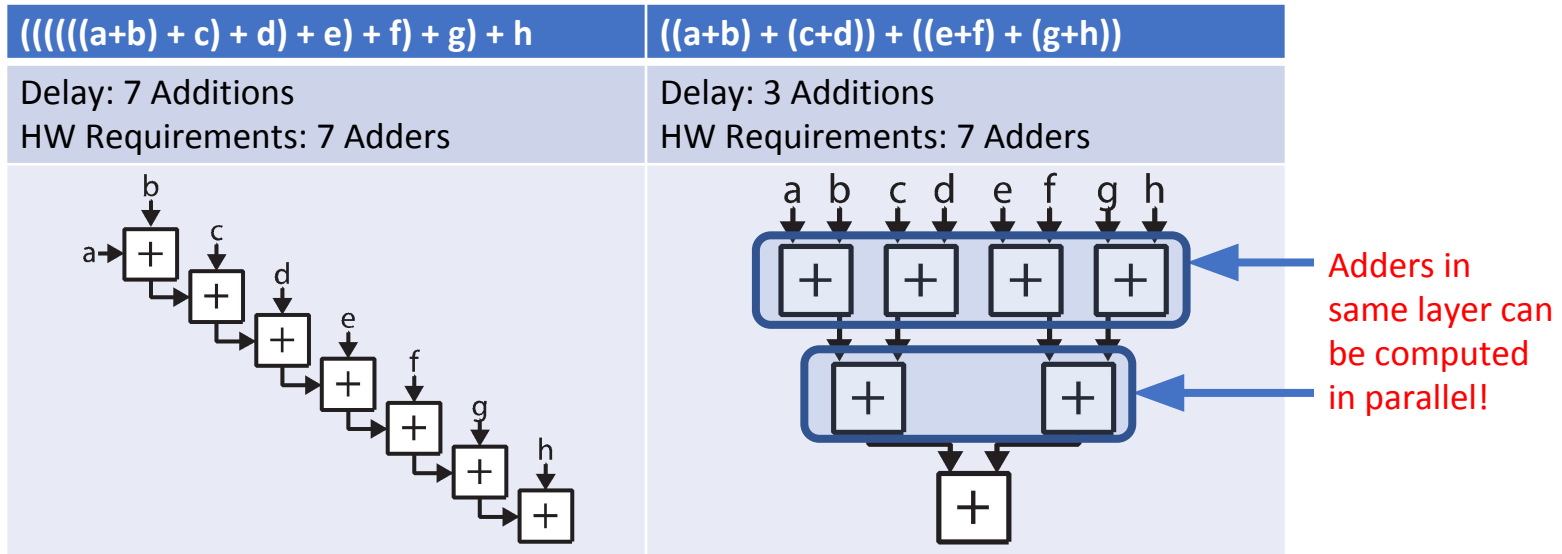 ((((((a+b) + c) + d) + e) + f) + g) + h
((a+b) + (c+d)) + ((e+f) + (g+h))
Delay: 7 Additions
HW Requirements: 7 Adders
Delay: 3 Additions
HW Requirements: 7 Adders
b
a
+
c
+
d
+
e
+
f
+
g
+
h
+
a b c d e f g h
+ + + +
+ +
+
Adders in
same layer can
be computed
in parallel!